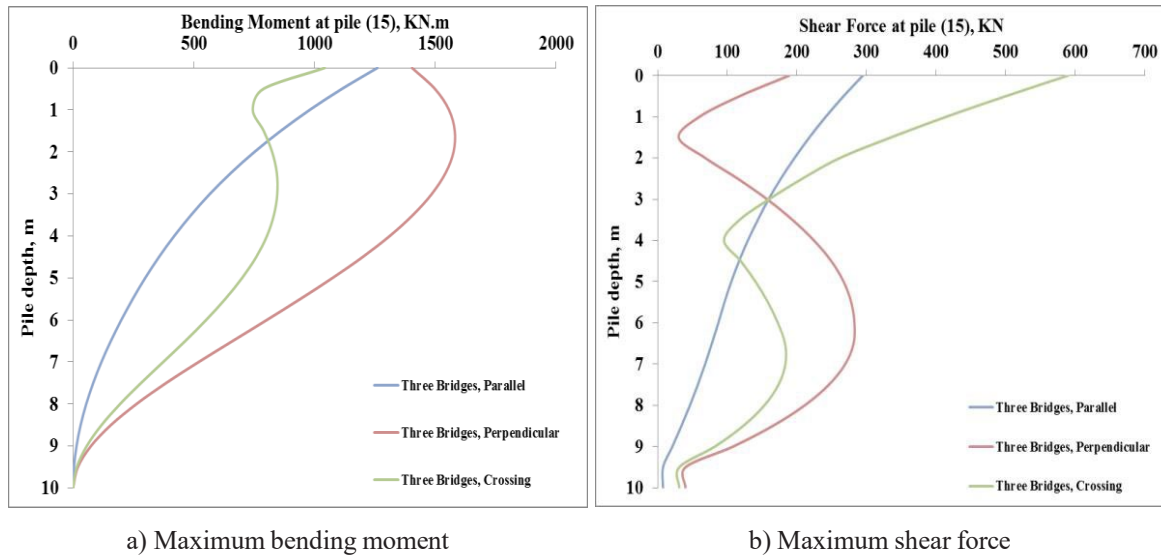 Bending Moment at pile (15), KN.m
0 500 1000 1500 2000
0
1
2
3
4
5
6
7
8
9
10
Pile depth, m
Three Bridges, Parallel
Three Bridges, Perpendicular
Three Bridges, Crossing
a) Maximum bending moment
Shear Force at pile (15), KN
0 100 200 300 400 500 600 700
0
1
2
3
4
5
6
7
8
9
10
Pile depth, m
Three Bridges, Parallel
Three Bridges, Perpendicular
Three Bridges, Crossing
b) Maximum shear force